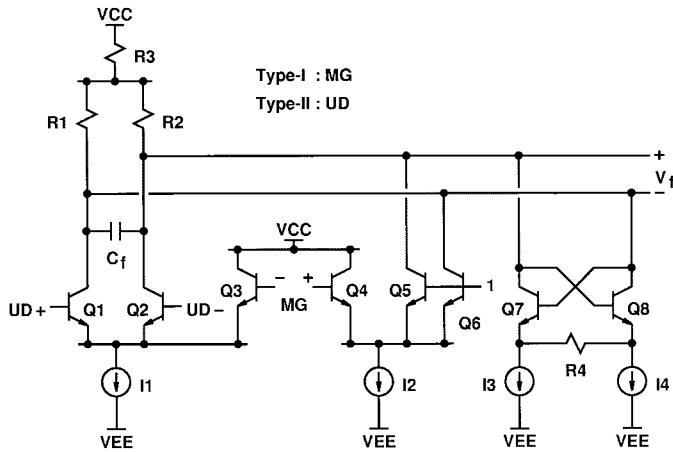 VCC
R3
Type-I : MG
Type-II : UD
R1
R2
+
Vf
−
Cf
VCC
UD+
Q1
Q2
UD−
Q3
−
+
MG
Q4
Q5
1
Q6
Q7
Q8
R4
I1
I2
I3
I4
VEE
VEE
VEE
VEE